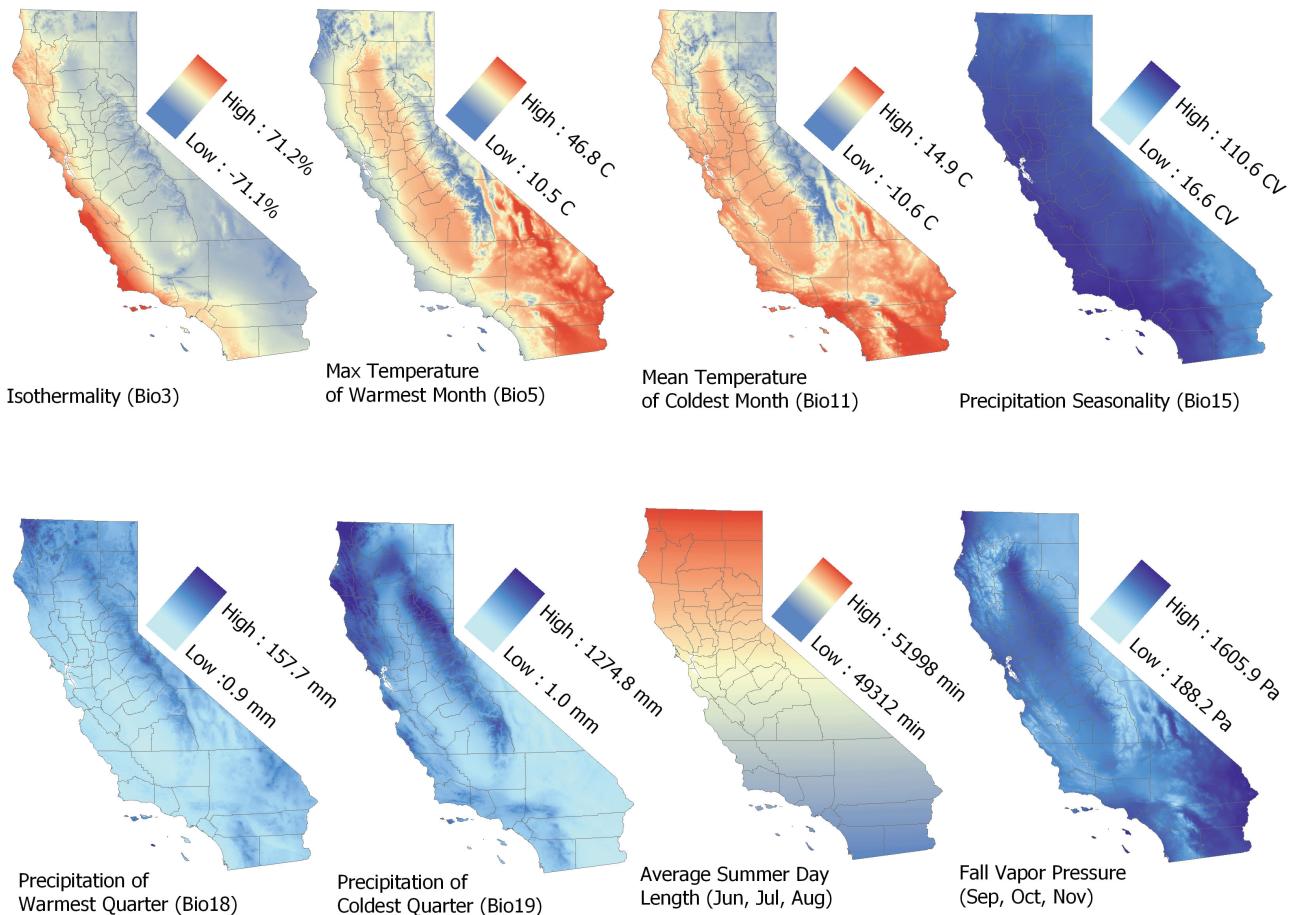 High : 71.2%
Low : -71.1%
Isothermality (Bio3)
High : 46.8 C
Low : 10.5 C
Max Temperature
of Warmest Month (Bio5)
High : 14.9 C
Low : -10.6 C
Mean Temperature
of Coldest Month (Bio11)
High : 110.6 CV
Low : 16.6 CV
Precipitation Seasonality (Bio15)
High : 157.7 mm
Low :0.9 mm
Precipitation of
Warmest Quarter (Bio18)
High : 1274.8 mm
Low : 1.0 mm
Precipitation of
Coldest Quarter (Bio19)
High : 51998 min
Low : 49312 min
Average Summer Day
Length (Jun, Jul, Aug)
High : 1605.9 Pa
Low : 188.2 Pa
Fall Vapor Pressure
(Sep, Oct, Nov)